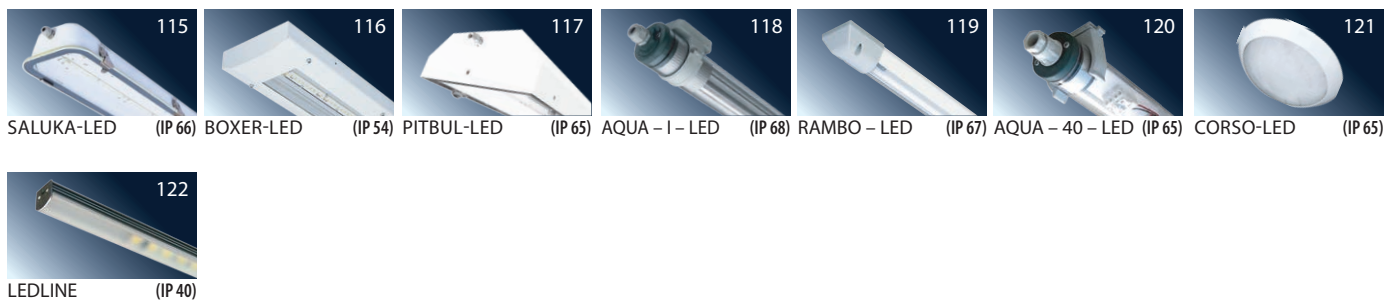 115 116 117 118 119 120 121
SALUKA-LED (IP 66) BOXER-LED (IP 54) PITBUL-LED (IP 65) AQUA – I – LED (IP 68) RAMBO – LED (IP 67) AQUA – 40 – LED (IP 65) CORSO-LED (IP 65)
122
LEDLINE (IP 40)